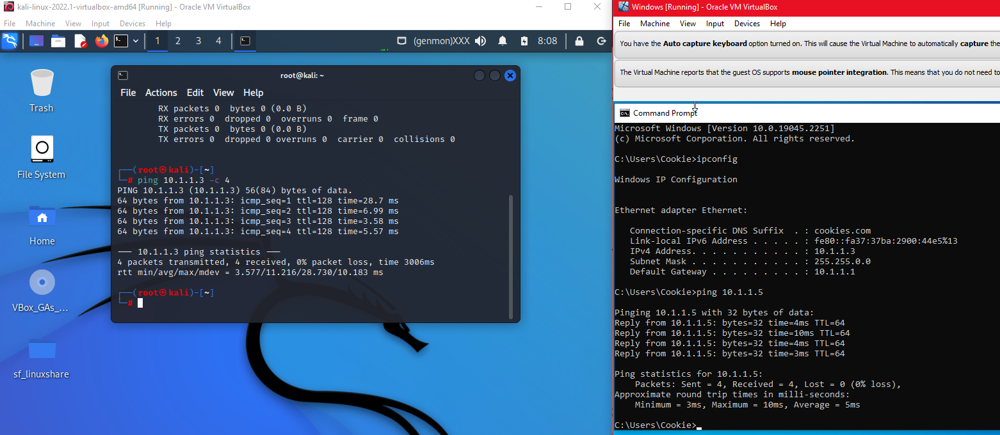 kali-linux-2022.1-virtualbox-amd64 [Running] - Oracle VM VirtualBox
File Machine View Input Devices Help
1 2 3 4 (genmon)XXX 8:08
Trash
File System
Home
VBox_GAs_...
sf_linuxshare
root@kali: ~
File Actions Edit View Help
RX packets 0 bytes 0 (0.0 B)
RX errors 0 dropped 0 overruns 0 frame 0
TX packets 0 bytes 0 (0.0 B)
TX errors 0 dropped 0 overruns 0 carrier 0 collisions 0
┌──(root㉿kali)-[~]
└─# ping 10.1.1.3 -c 4
PING 10.1.1.3 (10.1.1.3) 56(84) bytes of data.
64 bytes from 10.1.1.3: icmp_seq=1 ttl=128 time=28.7 ms
64 bytes from 10.1.1.3: icmp_seq=2 ttl=128 time=6.99 ms
64 bytes from 10.1.1.3: icmp_seq=3 ttl=128 time=3.58 ms
64 bytes from 10.1.1.3: icmp_seq=4 ttl=128 time=5.57 ms
--- 10.1.1.3 ping statistics ---
4 packets transmitted, 4 received, 0% packet loss, time 3006ms
rtt min/avg/max/mdev = 3.577/11.216/28.730/10.183 ms
┌──(root㉿kali)-[~]
└─#
Windows [Running] - Oracle VM VirtualBox
File Machine View Input Devices Help
You have the Auto capture keyboard option turned on. This will cause the Virtual Machine to automatically capture the
The Virtual Machine reports that the guest OS supports mouse pointer integration. This means that you do not need to
Command Prompt
Microsoft Windows [Version 10.0.19045.2251]
(c) Microsoft Corporation. All rights reserved.
C:\Users\Cookie>ipconfig
Windows IP Configuration
Ethernet adapter Ethernet:
Connection-specific DNS Suffix . : cookies.com
Link-local IPv6 Address . . . . . : fe80::fa37:37ba:2900:44e5%13
IPv4 Address. . . . . . . . . . . : 10.1.1.3
Subnet Mask . . . . . . . . . . . : 255.255.0.0
Default Gateway . . . . . . . . . : 10.1.1.1
C:\Users\Cookie>ping 10.1.1.5
Pinging 10.1.1.5 with 32 bytes of data:
Reply from 10.1.1.5: bytes=32 time=4ms TTL=64
Reply from 10.1.1.5: bytes=32 time=10ms TTL=64
Reply from 10.1.1.5: bytes=32 time=4ms TTL=64
Reply from 10.1.1.5: bytes=32 time=3ms TTL=64
Ping statistics for 10.1.1.5:
Packets: Sent = 4, Received = 4, Lost = 0 (0% loss),
Approximate round trip times in milli-seconds:
Minimum = 3ms, Maximum = 10ms, Average = 5ms
C:\Users\Cookie>